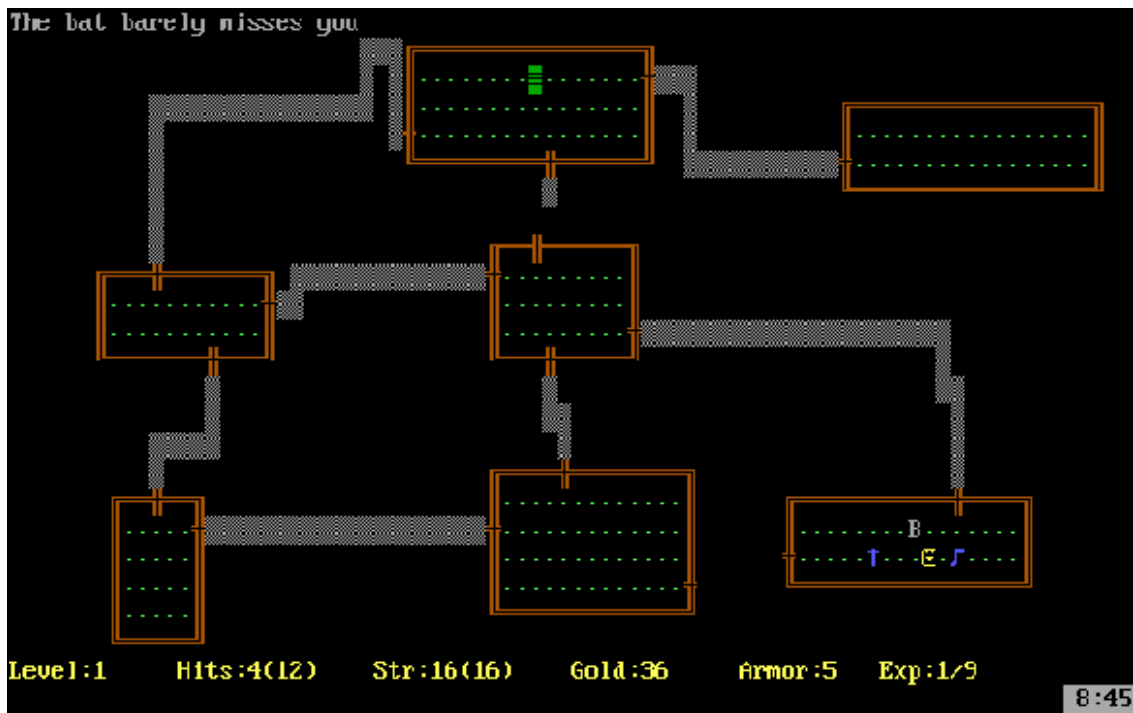 The bat barely misses you
B
Level:1 Hits:4(12) Str:16(16) Gold:36 Armor:5 Exp:1/9
8:45